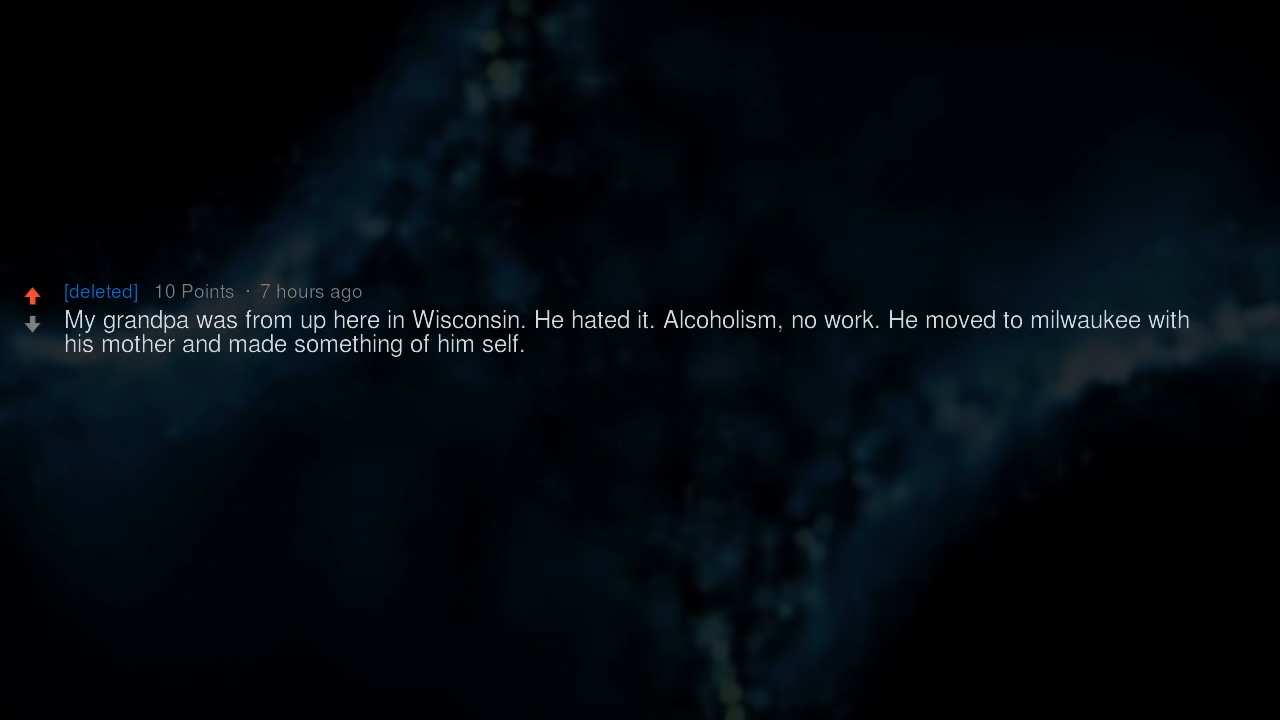 [deleted] 10 Points · 7 hours ago
My grandpa was from up here in Wisconsin. He hated it. Alcoholism, no work. He moved to milwaukee with
his mother and made something of him self.